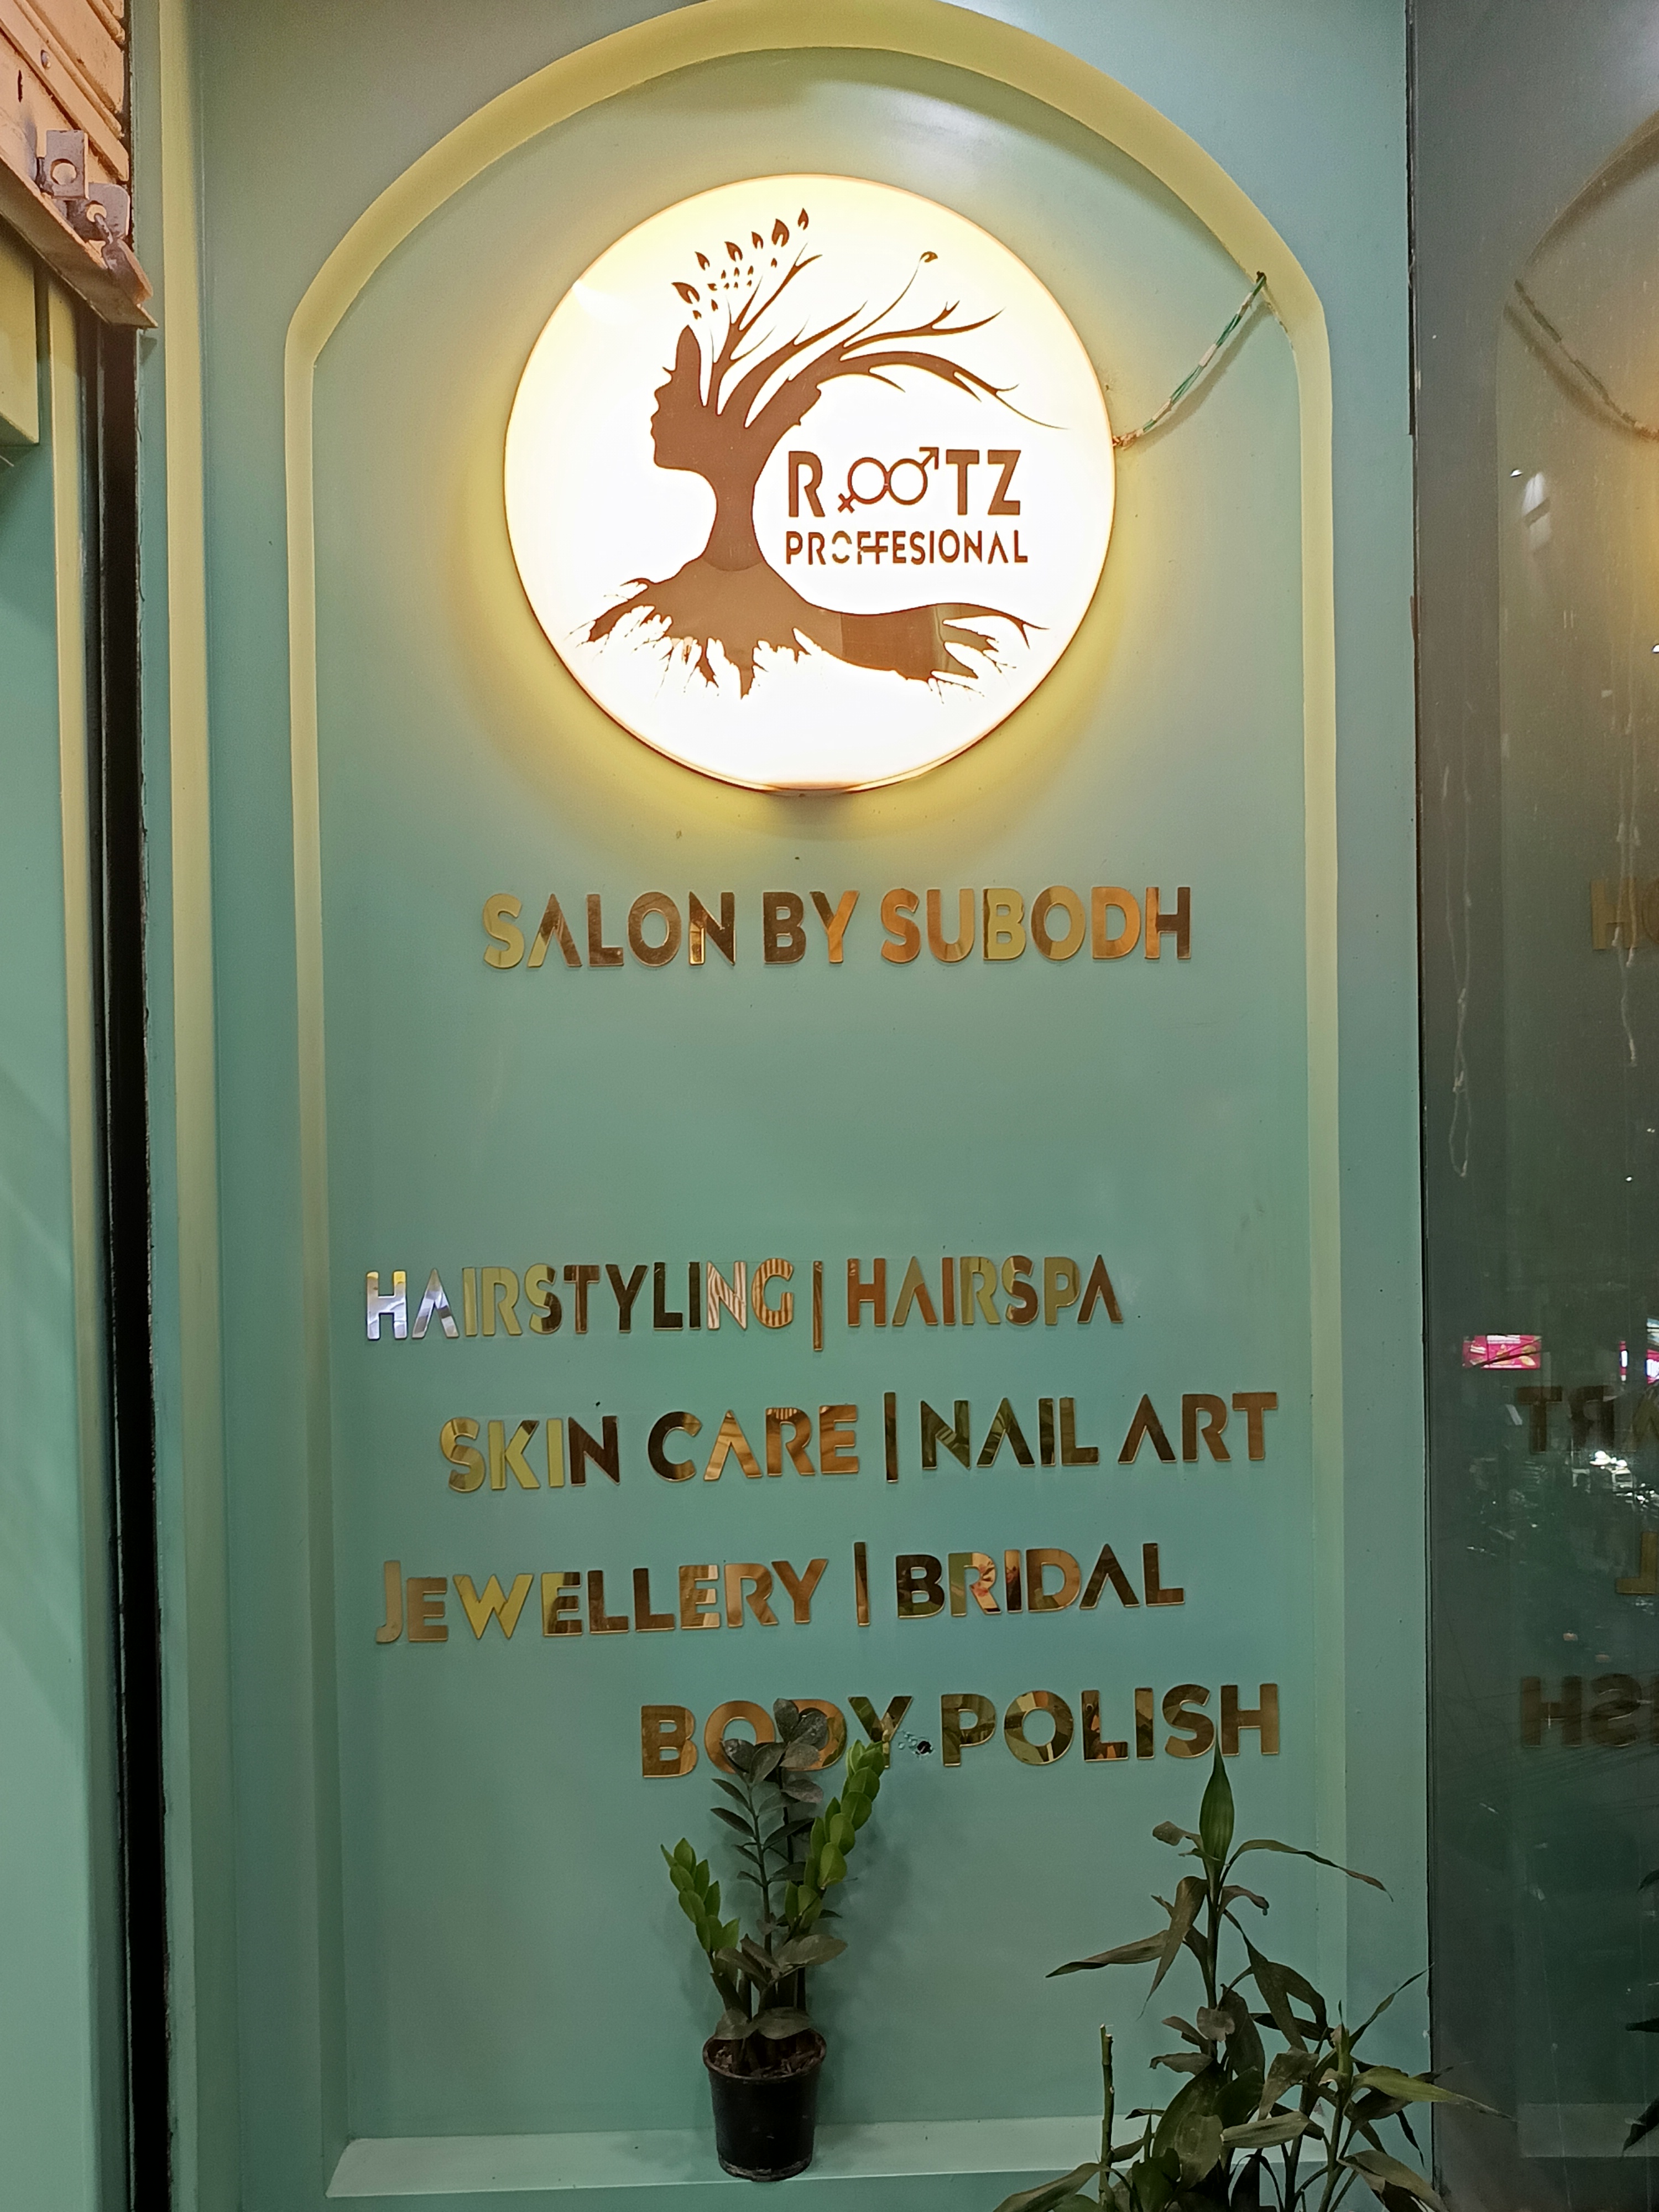 ROOTZ
PROFFESIONAL
SALON BY SUBODH
HAIRSTYLING | HAIRSPA
SKIN CARE | NAIL ART
JEWELLERY | BRIDAL
BODY POLISH